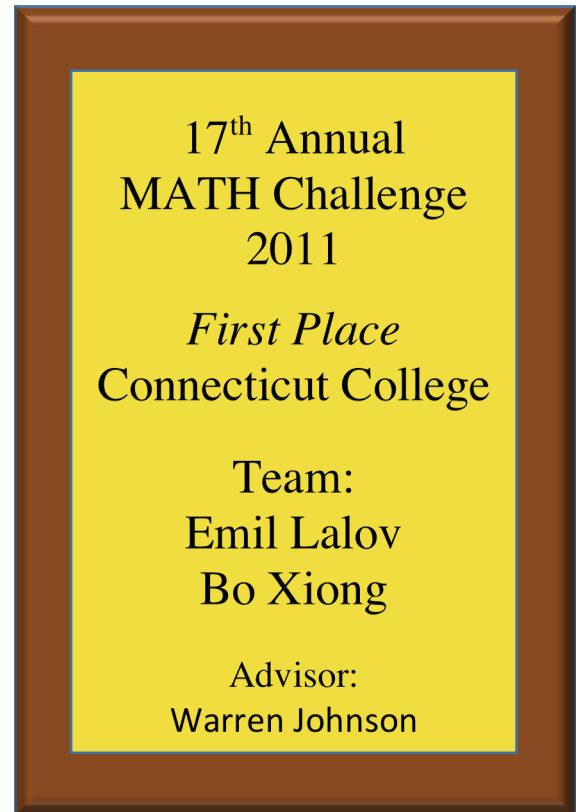 17th Annual
MATH Challenge
2011
First Place
Connecticut College
Team:
Emil Lalov
Bo Xiong
Advisor:
Warren Johnson